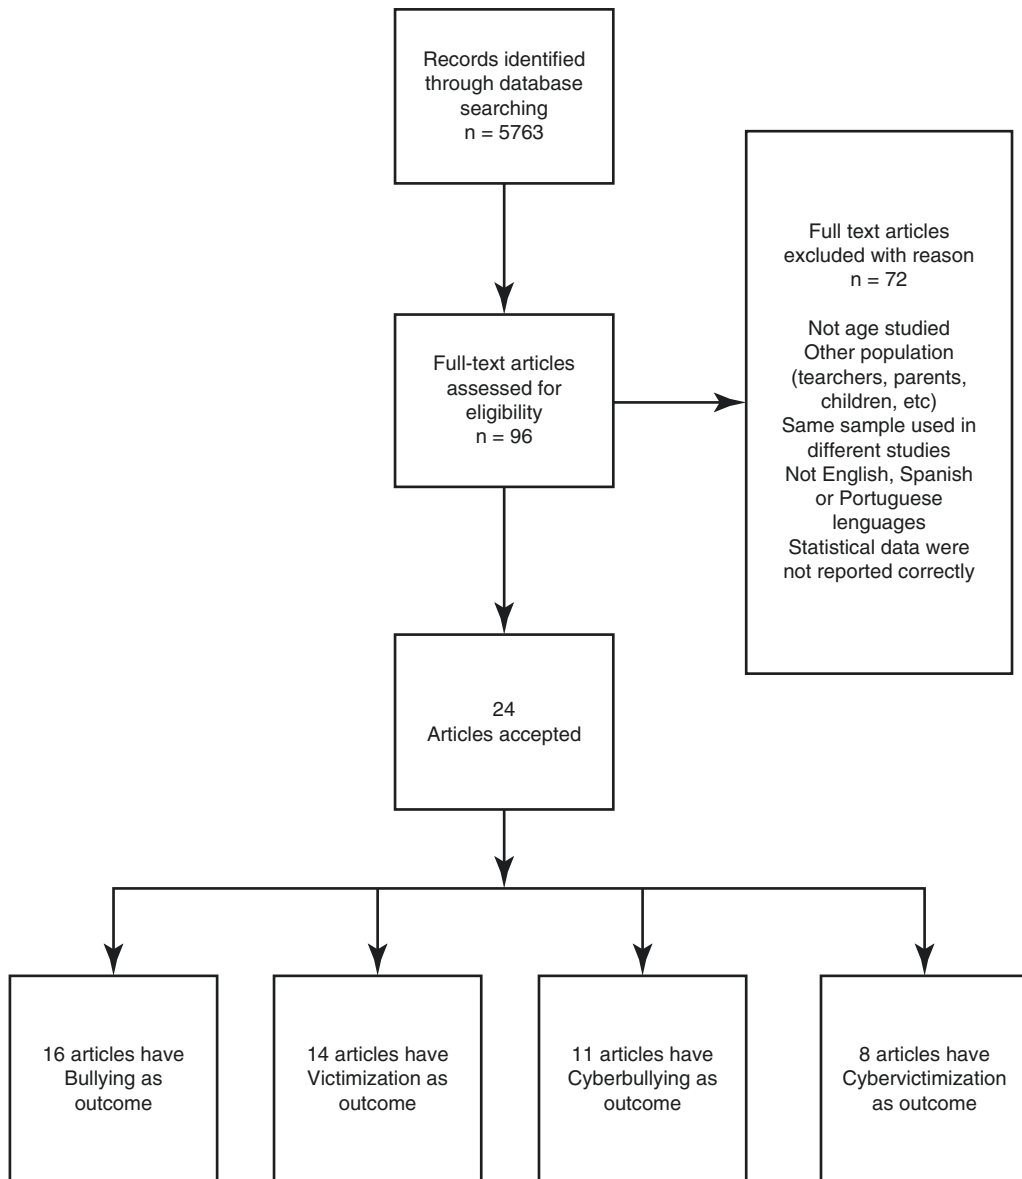 Records identified
through database
searching
n = 5763
Full text articles
excluded with reason
n = 72
Not age studied
Other population
(tearchers, parents,
children, etc)
Same sample used in
different studies
Not English, Spanish
or Portuguese
lenguages
Statistical data were
not reported correctly
Full-text articles
assessed for
eligibility
n = 96
24
Articles accepted
16 articles have
Bullying as
outcome
14 articles have
Victimization as
outcome
11 articles have
Cyberbullying as
outcome
8 articles have
Cybervictimization
as outcome